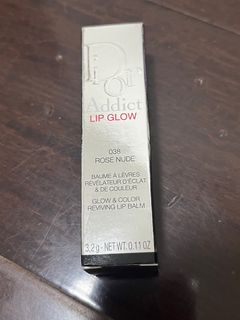 Dior
Addict
LIP GLOW
038
ROSE NUDE
BAUME À LÈVRES
RÉVÉLATEUR D'ÉCLAT
& DE COULEUR
GLOW & COLOR
REVIVING LIP BALM
3.2 g - NET WT. 0.11 OZ